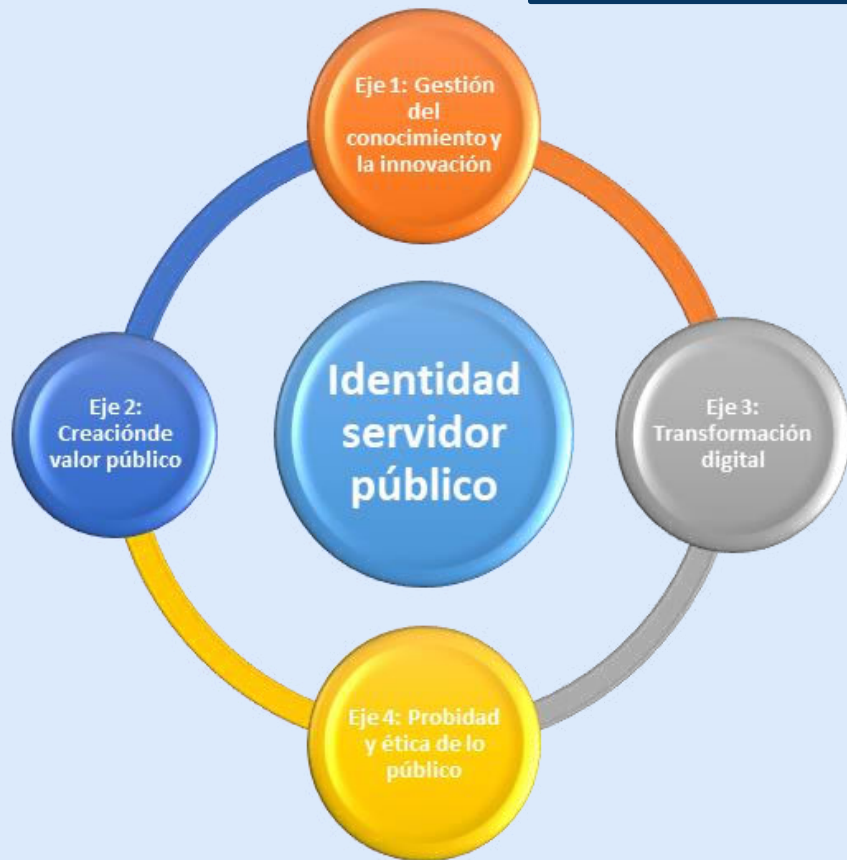 Eje 1: Gestión
del
conocimiento y
la innovación
Identidad
servidor
público
Eje 2:
Creaciónde
valor público
Eje 3:
Transformación
digital
Eje 4: Probidad
y ética de lo
público